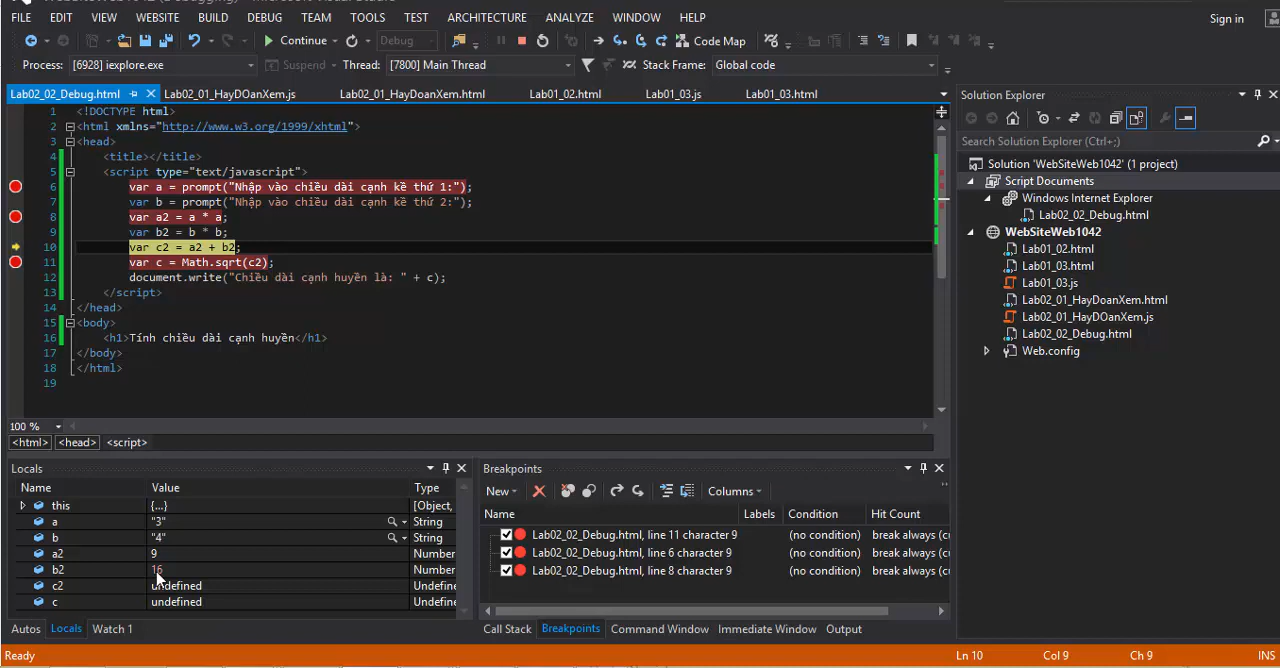 FILE EDIT VIEW WEBSITE BUILD DEBUG TEAM TOOLS TEST ARCHITECTURE ANALYZE WINDOW HELP Sign in
Continue Debug Code Map
Process: [6928] iexplore.exe Suspend Thread: [7800] Main Thread Stack Frame: Global code
Lab02_02_Debug.html Lab02_01_HayDOanXem.js Lab02_01_HayDoanXem.html Lab01_02.html Lab01_03.js Lab01_03.html
1 <!DOCTYPE html>
2 <html xmlns="http://www.w3.org/1999/xhtml">
3 <head>
4 <title></title>
5 <script type="text/javascript">
6 var a = prompt("Nhập vào chiều dài cạnh kề thứ 1:");
7 var b = prompt("Nhập vào chiều dài cạnh kề thứ 2:");
8 var a2 = a * a;
9 var b2 = b * b;
10 var c2 = a2 + b2;
11 var c = Math.sqrt(c2);
12 document.write("Chiều dài cạnh huyền là: " + c);
13 </script>
14 </head>
15 <body>
16 <h1>Tính chiều dài cạnh huyền</h1>
17 </body>
18 </html>
19
100 %
<html> <head> <script>
Solution Explorer
Search Solution Explorer (Ctrl+;)
Solution 'WebSiteWeb1042' (1 project)
Script Documents
Windows Internet Explorer
Lab02_02_Debug.html
WebSiteWeb1042
Lab01_02.html
Lab01_03.html
Lab01_03.js
Lab02_01_HayDoanXem.html
Lab02_01_HayDOanXem.js
Lab02_02_Debug.html
Web.config
Locals
Name Value Type
this {...} [Object,
a "3" String
b "4" String
a2 9 Number
b2 16 Number
c2 undefined Undefine
c undefined Undefine
Autos Locals Watch 1
Breakpoints
New Columns
Name Labels Condition Hit Count
Lab02_02_Debug.html, line 11 character 9 (no condition) break always (cu
Lab02_02_Debug.html, line 6 character 9 (no condition) break always (cu
Lab02_02_Debug.html, line 8 character 9 (no condition) break always (cu
Call Stack Breakpoints Command Window Immediate Window Output
Ready Ln 10 Col 9 Ch 9 INS